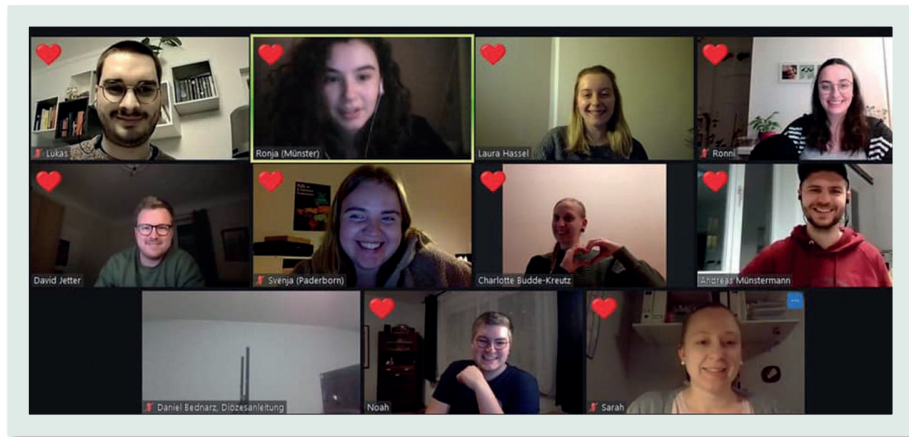 Lukas
Ronja (Münster)
Laura Hassel
Ronni
David Jetter
Svenja (Paderborn)
Charlotte Budde-Kreutz
Andreas Münstermann
Daniel Bednarz, Diözesanleitung
Noah
Sarah